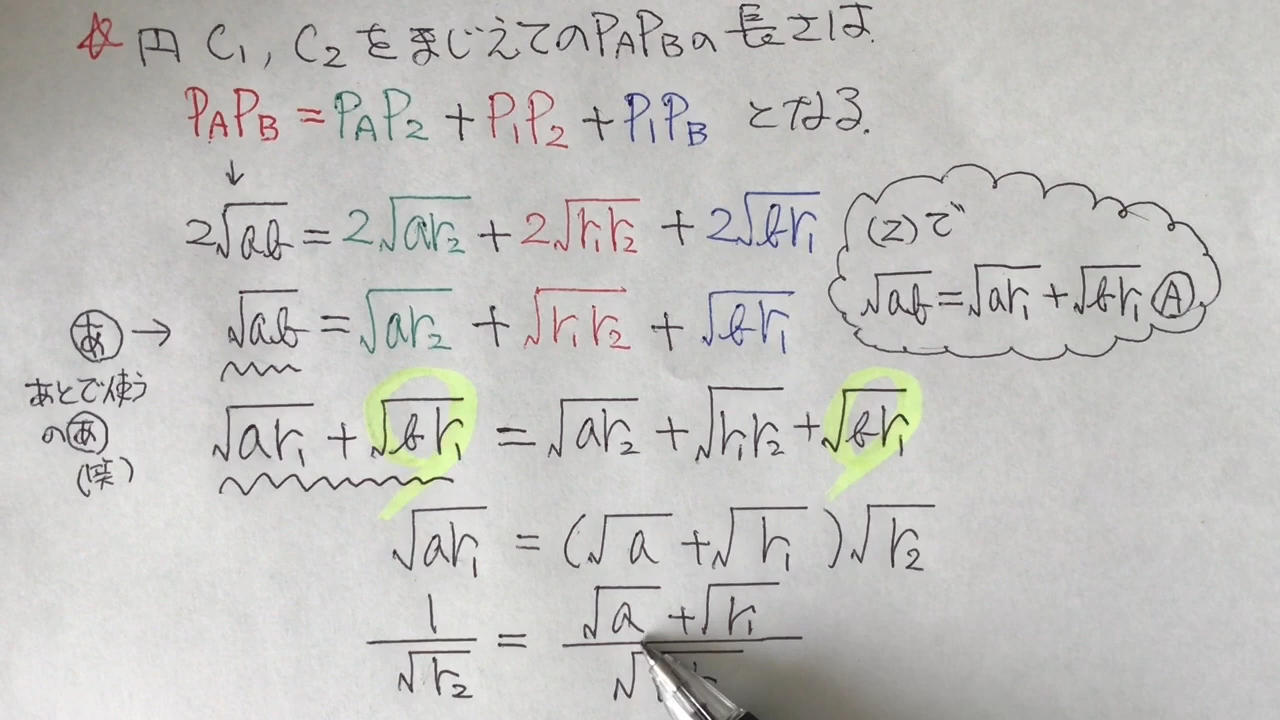 ☆ 円 C₁, C₂をまじえてのPAPBの長さは.
PAPB = PAP₂ + P₁P₂ + P₁PB となる.
↓
2√ab = 2√ar₂ + 2√r₁r₂ + 2√br₁
(2)で
√ab = √ar₁ + √br₁ Ⓐ
あ → √ab = √ar₂ + √r₁r₂ + √br₁
あとで使う
の あ
(笑)
√ar₁ + √br₁ = √ar₂ + √r₁r₂ + √br₁
√ar₁ = (√a + √r₁)√r₂
1/√r₂ = (√a + √r₁)/√